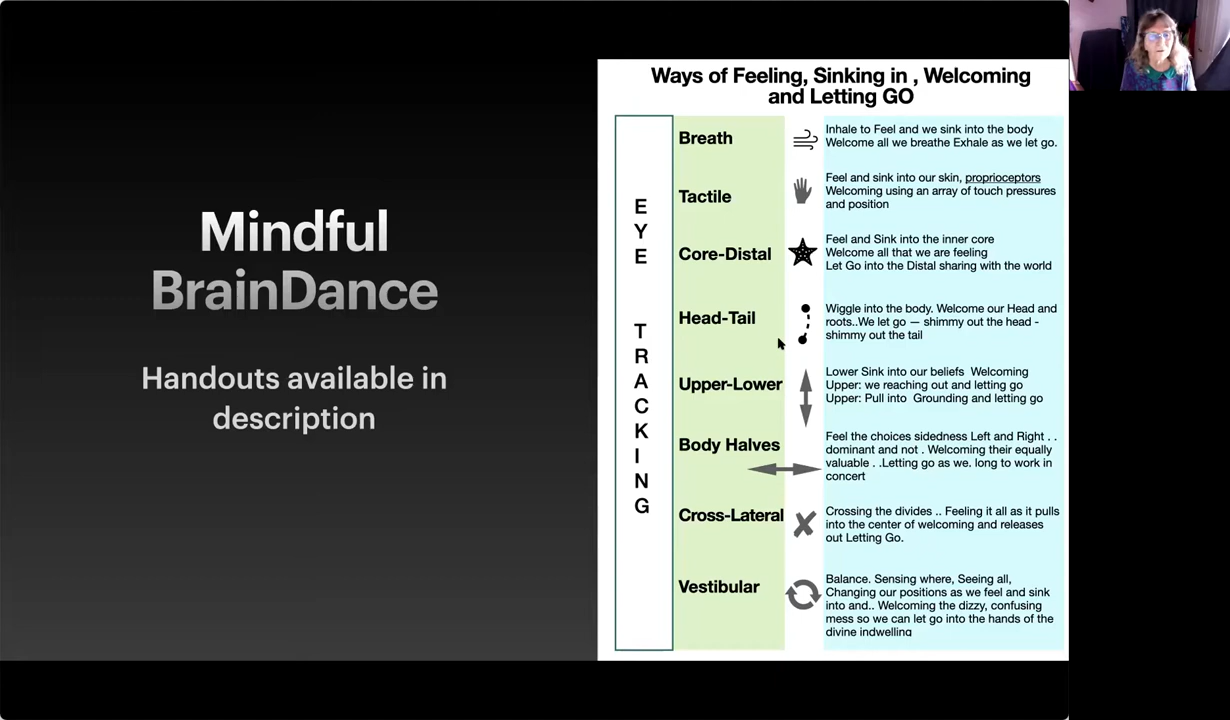 Mindful
BrainDance
Handouts available in
description
Ways of Feeling, Sinking in , Welcoming
and Letting GO
EYE TRACKING
Breath
Inhale to Feel and we sink into the body
Welcome all we breathe Exhale as we let go.
Tactile
Feel and sink into our skin, proprioceptors
Welcoming using an array of touch pressures
and position
Core-Distal
Feel and Sink into the inner core
Welcome all that we are feeling
Let Go into the Distal sharing with the world
Head-Tail
Wiggle into the body. Welcome our Head and
roots..We let go — shimmy out the head -
shimmy out the tail
Upper-Lower
Lower Sink into our beliefs  Welcoming
Upper: we reaching out and letting go
Upper: Pull into  Grounding and letting go
Body Halves
Feel the choices sidedness Left and Right . .
dominant and not . Welcoming their equally
valuable . .Letting go as we. long to work in
concert
Cross-Lateral
Crossing the divides .. Feeling it all as it pulls
into the center of welcoming and releases
out Letting Go.
Vestibular
Balance. Sensing where, Seeing all,
Changing our positions as we feel and sink
into and.. Welcoming the dizzy, confusing
mess so we can let go into the hands of the
divine indwelling